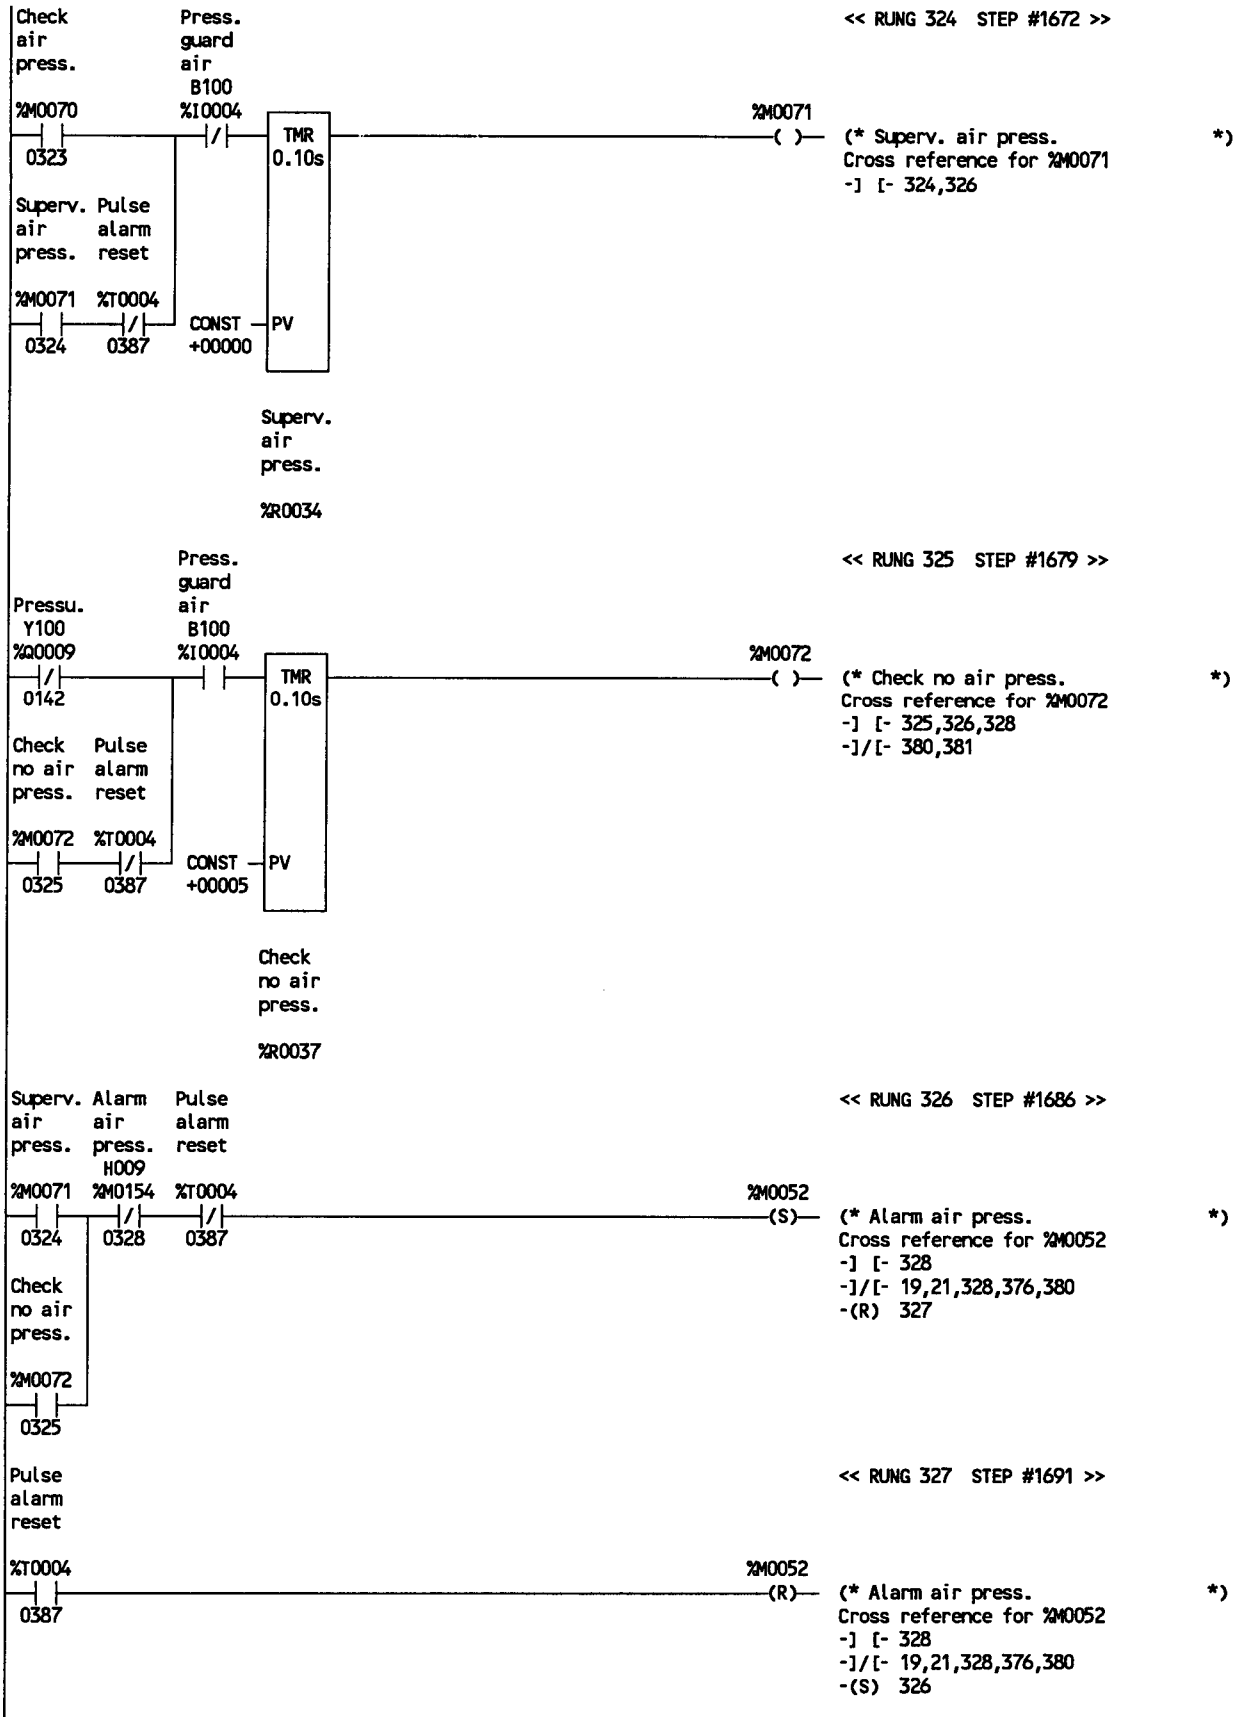 Check Press. << RUNG 324 STEP #1672 >>
air guard
press. air
B100
%M0070 %I0004 %M0071
TMR ( ) (* Superv. air press. *)
0323 0.10s Cross reference for %M0071
-] [- 324,326
Superv. Pulse
air alarm
press. reset
%M0071 %T0004
CONST PV
0324 0387 +00000
Superv.
air
press.
%R0034
Press. << RUNG 325 STEP #1679 >>
guard
Pressu. air
Y100 B100
%Q0009 %I0004 %M0072
TMR ( ) (* Check no air press. *)
0142 0.10s Cross reference for %M0072
-] [- 325,326,328
Check Pulse -]/[- 380,381
no air alarm
press. reset
%M0072 %T0004
CONST PV
0325 0387 +00005
Check
no air
press.
%R0037
Superv. Alarm Pulse << RUNG 326 STEP #1686 >>
air air alarm
press. press. reset
H009
%M0071 %M0154 %T0004 %M0052
(S) (* Alarm air press. *)
0324 0328 0387 Cross reference for %M0052
-] [- 328
Check -]/[- 19,21,328,376,380
no air -(R) 327
press.
%M0072
0325
Pulse << RUNG 327 STEP #1691 >>
alarm
reset
%T0004 %M0052
(R) (* Alarm air press. *)
0387 Cross reference for %M0052
-] [- 328
-]/[- 19,21,328,376,380
-(S) 326